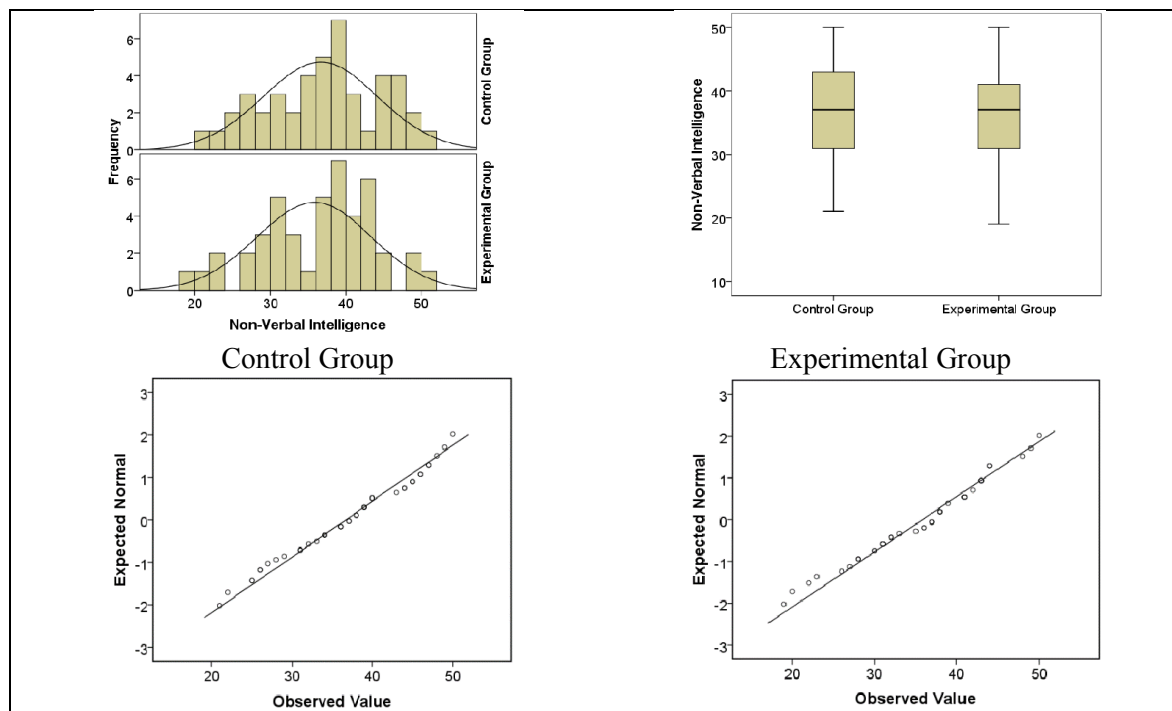 6
4
2
0
Control Group
6
4
2
0
Experimental Group
Frequency
20 30 40 50
Non-Verbal Intelligence
50
40
30
20
10
Non-Verbal Intelligence
Control Group Experimental Group
Control Group
3
2
1
0
-1
-2
-3
Expected Normal
20 30 40 50
Observed Value
Experimental Group
3
2
1
0
-1
-2
-3
Expected Normal
20 30 40 50
Observed Value